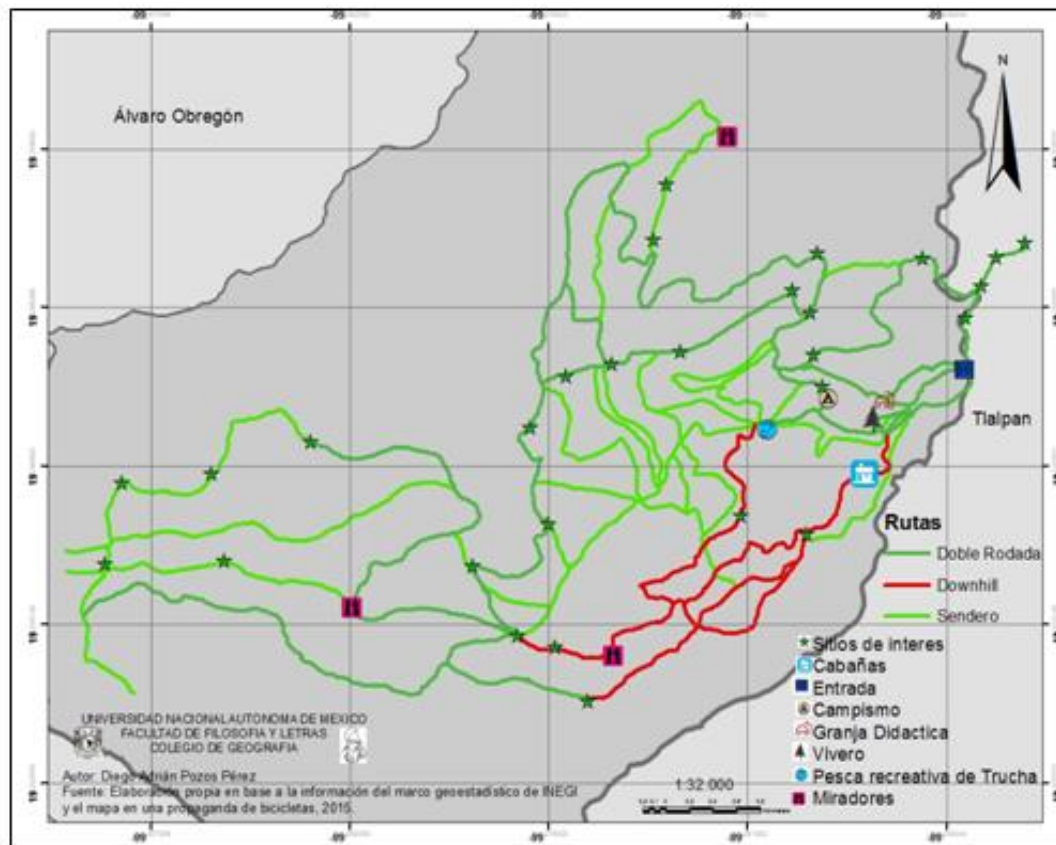 Álvaro Obregón
N
Tlalpan
Rutas
Doble Rodada
Downhill
Sendero
Sitios de interes
Cabañas
Entrada
Campismo
Granja Didactica
Vivero
Pesca recreativa de Trucha
Miradores
1:32 000
UNIVERSIDAD NACIONAL AUTONOMA DE MEXICO
FACULTAD DE FILOSOFIA Y LETRAS
COLEGIO DE GEOGRAFIA
Autor: Diego Adrián Pozos Pérez
Fuente: Elaboración propia en base a la información del marco geoestadístico de INEGI
y el mapa en una propaganda de bicicletas, 2015.